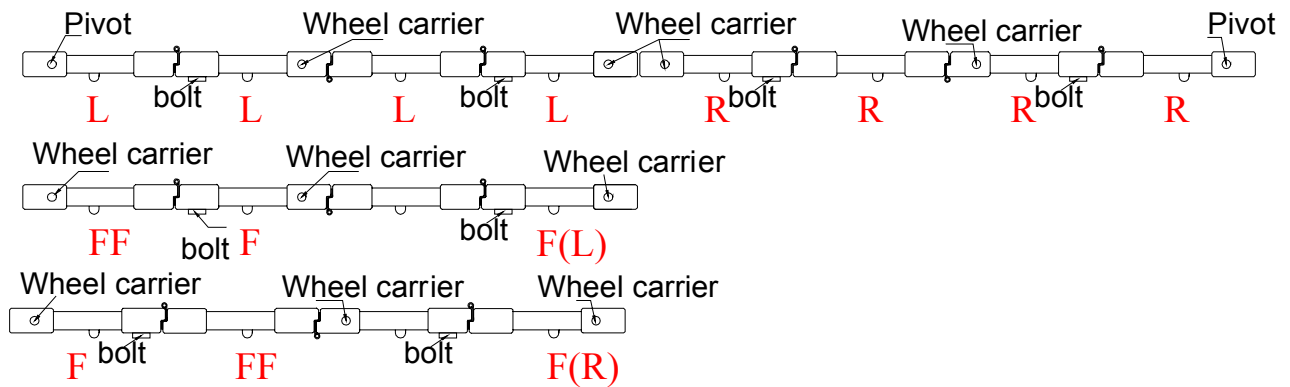 Pivot Wheel carrier Wheel carrier Wheel carrier Pivot
bolt bolt bolt bolt
L L L L R R R R
Wheel carrier Wheel carrier Wheel carrier
bolt bolt
FF F F(L)
Wheel carrier Wheel carrier Wheel carrier
bolt bolt
F FF F(R)